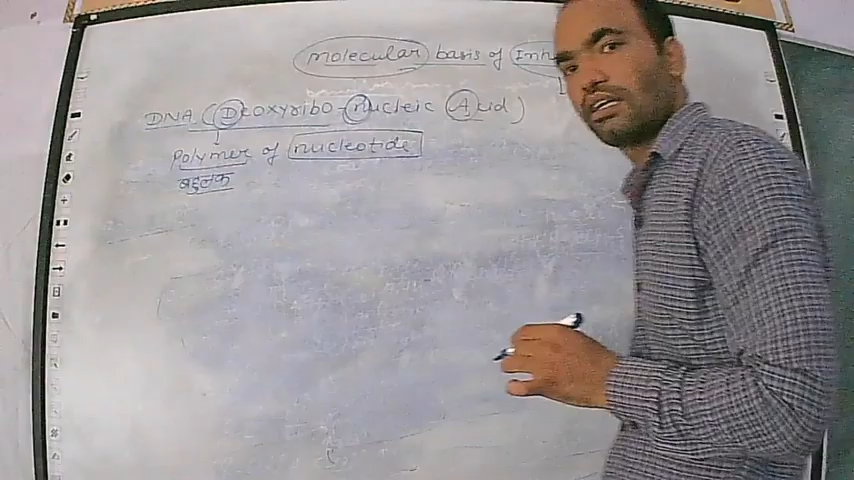 molecular basis of Inh
DNA (Deoxyribo-nucleic Acid)
Polymer of nucleotide
बहुलक